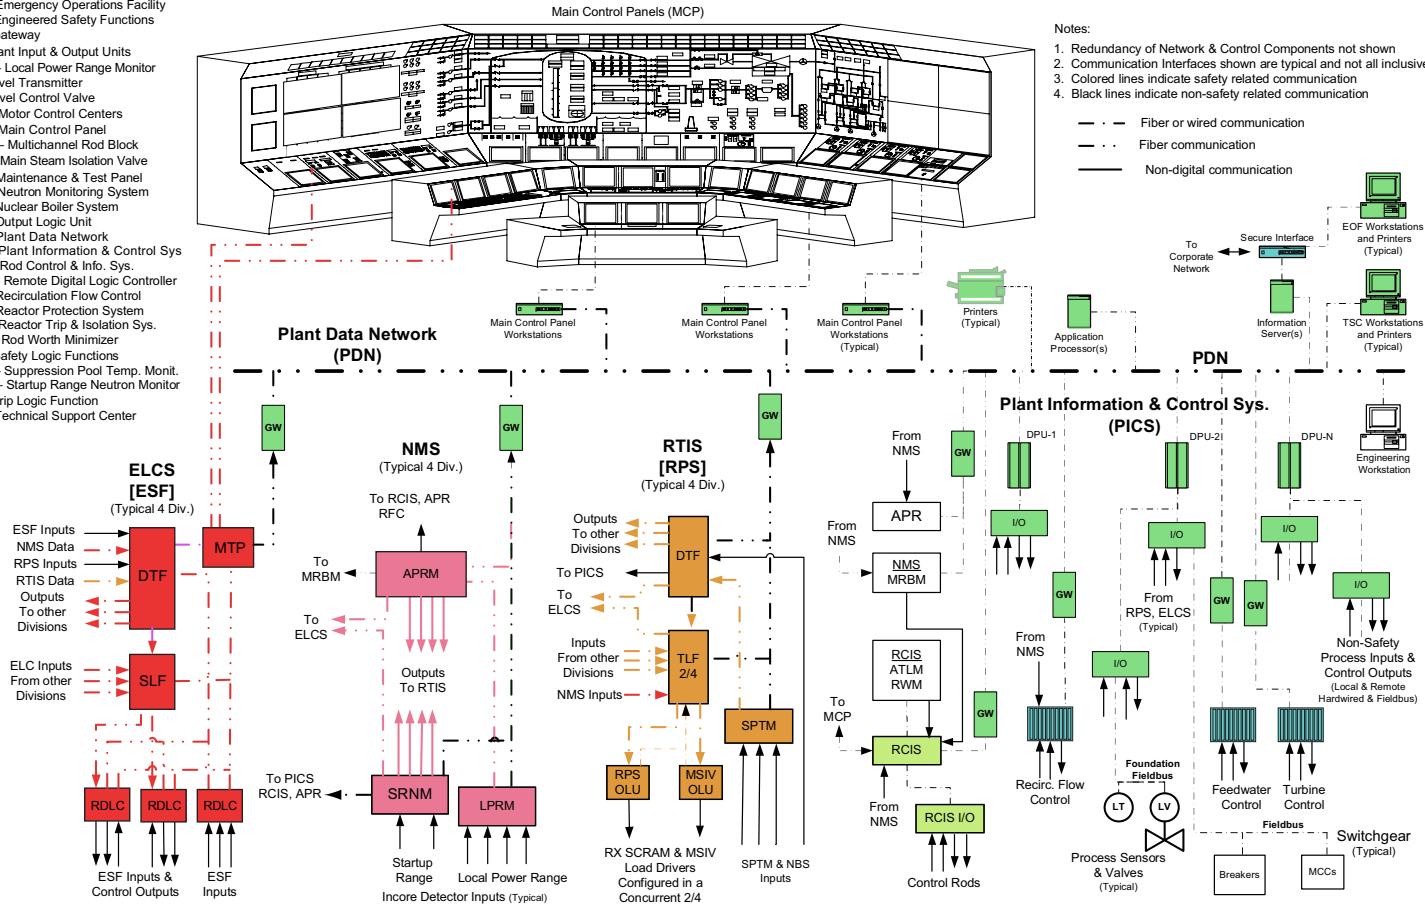 Emergency Operations Facility
Engineered Safety Functions
Gateway
ant Input & Output Units
- Local Power Range Monitor
vel Transmitter
vel Control Valve
Motor Control Centers
Main Control Panel
– Multichannel Rod Block
Main Steam Isolation Valve
Maintenance & Test Panel
Neutron Monitoring System
Nuclear Boiler System
Output Logic Unit
Plant Data Network
Plant Information & Control Sys
Rod Control & Info. Sys.
Remote Digital Logic Controller
Recirculation Flow Control
Reactor Protection System
Reactor Trip & Isolation Sys.
Rod Worth Minimizer
afety Logic Functions
- Suppression Pool Temp. Monit.
– Startup Range Neutron Monitor
rip Logic Function
Technical Support Center
Main Control Panels (MCP)
Notes:
1. Redundancy of Network & Control Components not shown
2. Communication Interfaces shown are typical and not all inclusive
3. Colored lines indicate safety related communication
4. Black lines indicate non-safety related communication
Fiber or wired communication
Fiber communication
Non-digital communication
EOF Workstations
and Printers
(Typical)
Secure Interface
To
Corporate
Network
Information
Server(s)
TSC Workstations
and Printers
(Typical)
Main Control Panel
Workstations
Main Control Panel
Workstations
Main Control Panel
Workstations
(Typical)
Printers
(Typical)
Application
Processor(s)
Plant Data Network
(PDN)
PDN
Engineering
Workstation
Plant Information & Control Sys.
(PICS)
GW
GW
GW
GW
DPU-1
DPU-2
DPU-N
ELCS
[ESF]
(Typical 4 Div.)
ESF Inputs
NMS Data
RPS Inputs
RTIS Data
Outputs
To other
Divisions
DTF
MTP
ELC Inputs
From other
Divisions
SLF
RDLC
RDLC
RDLC
ESF Inputs &
Control Outputs
ESF
Inputs
NMS
(Typical 4 Div.)
To RCIS, APR
RFC
To
MRBM
APRM
To
ELCS
Outputs
To RTIS
To PICS
RCIS, APR
SRNM
LPRM
Startup
Range
Local Power Range
Incore Detector Inputs (Typical)
RTIS
[RPS]
(Typical 4 Div.)
Outputs
To other
Divisions
DTF
To PICS
To
ELCS
Inputs
From other
Divisions
NMS Inputs
TLF
2/4
SPTM
RPS
OLU
MSIV
OLU
RX SCRAM & MSIV
Load Drivers
Configured in a
Concurrent 2/4
SPTM & NBS
Inputs
From
NMS
APR
From
NMS
NMS
MRBM
RCIS
ATLM
RWM
To
MCP
RCIS
GW
From
NMS
RCIS I/O
Control Rods
I/O
GW
From
NMS
Recirc. Flow
Control
I/O
From
RPS, ELCS
(Typical)
I/O
Foundation
Fieldbus
LT
LV
Process Sensors
& Valves
(Typical)
GW
GW
I/O
I/O
Non-Safety
Process Inputs &
Control Outputs
(Local & Remote
Hardwired & Fieldbus)
Feedwater
Control
Turbine
Control
Fieldbus
Switchgear
(Typical)
Breakers
MCCs